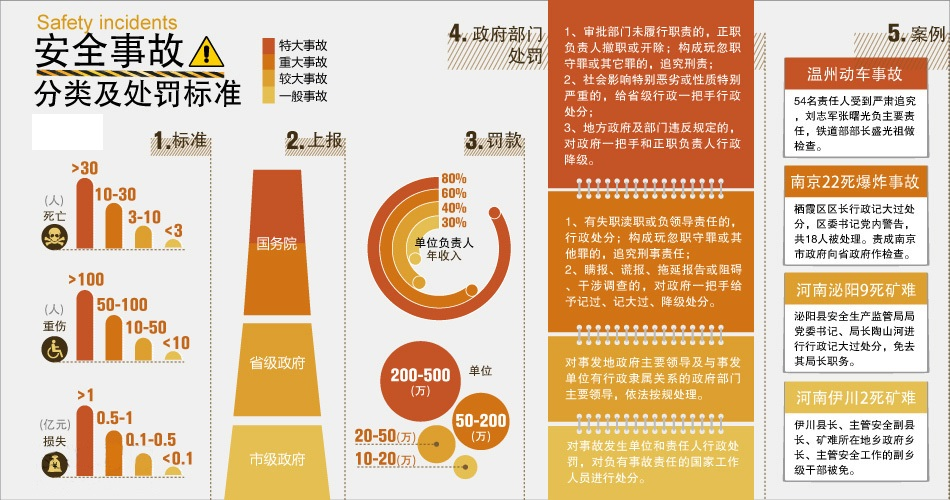 Safety incidents
安全事故
分类及处罚标准
特大事故
重大事故
较大事故
一般事故
1.标准
>30
10-30
3-10
<3
(人)
死亡
>100
50-100
10-50
<10
(人)
重伤
>1
0.5-1
0.1-0.5
<0.1
(亿元)
损失
2.上报
国务院
省级政府
市级政府
3.罚款
80%
60%
40%
30%
单位负责人
年收入
200-500
(万)
单位
50-200
(万)
20-50(万)
10-20(万)
4.政府部门
处罚
1、审批部门未履行职责的，正职
负责人撤职或开除；构成玩忽职
守罪或其它罪的，追究刑责；
2、社会影响特别恶劣或性质特别
严重的，给省级行政一把手行政
处分；
3、地方政府及部门违反规定的，
对政府一把手和正职负责人行政
降级。
1、有失职渎职或负领导责任的，
行政处分；构成玩忽职守罪或其
他罪的，追究刑事责任；
2、瞒报、谎报、拖延报告或阻碍
、干涉调查的，对政府一把手给
予记过、记大过、降级处分。
对事发地政府主要领导及与事发
单位有行政隶属关系的政府部门
主要领导，依法按规处理。
对事故发生单位和责任人行政处
罚，对负有事故责任的国家工作
人员进行处分。
5.案例
温州动车事故
54名责任人受到严肃追究
，刘志军张曙光负主要责
任，铁道部部长盛光祖做
检查。
南京22死爆炸事故
栖霞区区长行政记大过处
分，区委书记党内警告，
共18人被处理。责成南京
市政府向省政府作检查。
河南泌阳9死矿难
泌阳县安全生产监管局局
党委书记、局长陶山河进
行行政记大过处分，免去
其局长职务。
河南伊川2死矿难
伊川县长、主管安全副县
长、矿难所在地乡政府乡
长、主管安全工作的副乡
级干部被免。